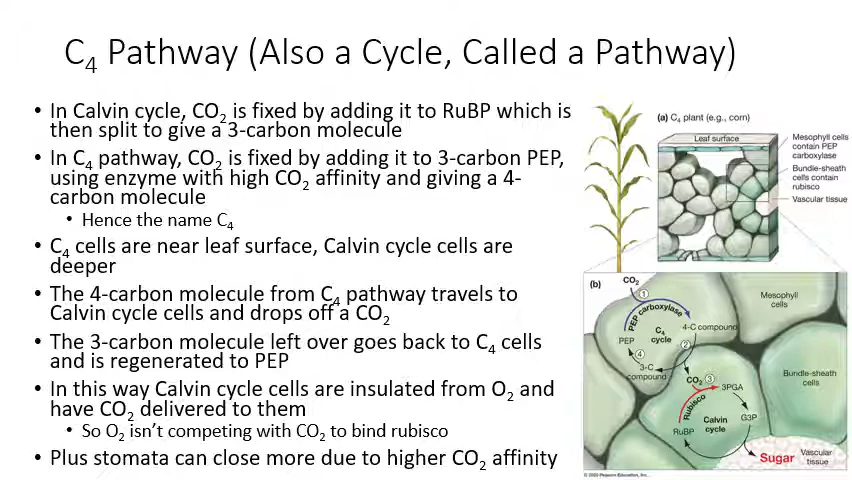 C4 Pathway (Also a Cycle, Called a Pathway)
• In Calvin cycle, CO2 is fixed by adding it to RuBP which is
then split to give a 3-carbon molecule
• In C4 pathway, CO2 is fixed by adding it to 3-carbon PEP,
using enzyme with high CO2 affinity and giving a 4-
carbon molecule
• Hence the name C4
• C4 cells are near leaf surface, Calvin cycle cells are
deeper
• The 4-carbon molecule from C4 pathway travels to
Calvin cycle cells and drops off a CO2
• The 3-carbon molecule left over goes back to C4 cells
and is regenerated to PEP
• In this way Calvin cycle cells are insulated from O2 and
have CO2 delivered to them
• So O2 isn't competing with CO2 to bind rubisco
• Plus stomata can close more due to higher CO2 affinity
(a) C4 plant (e.g., corn)
Leaf surface
Mesophyll cells
contain PEP
carboxylase
Bundle-sheath
cells contain
rubisco
Vascular tissue
(b)
CO2
1
PEP carboxylase
C4
cycle
4-C compound
PEP
2
4
3-C
compound
CO2
3
3PGA
Rubisco
Calvin
cycle
G3P
RuBP
Sugar
Vascular
tissue
Mesophyll
cells
Bundle-sheath
cells
© 2020 Pearson Education, Inc.